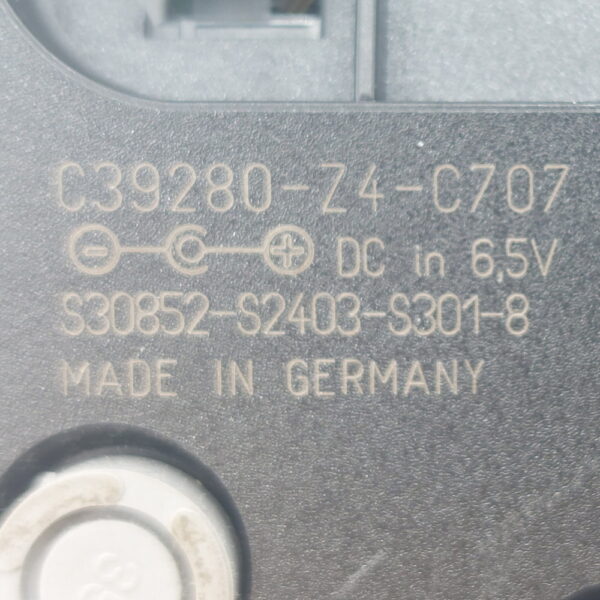 C39280-Z4-C707
DC in 6,5V
S30852-S2403-S301-8
MADE IN GERMANY